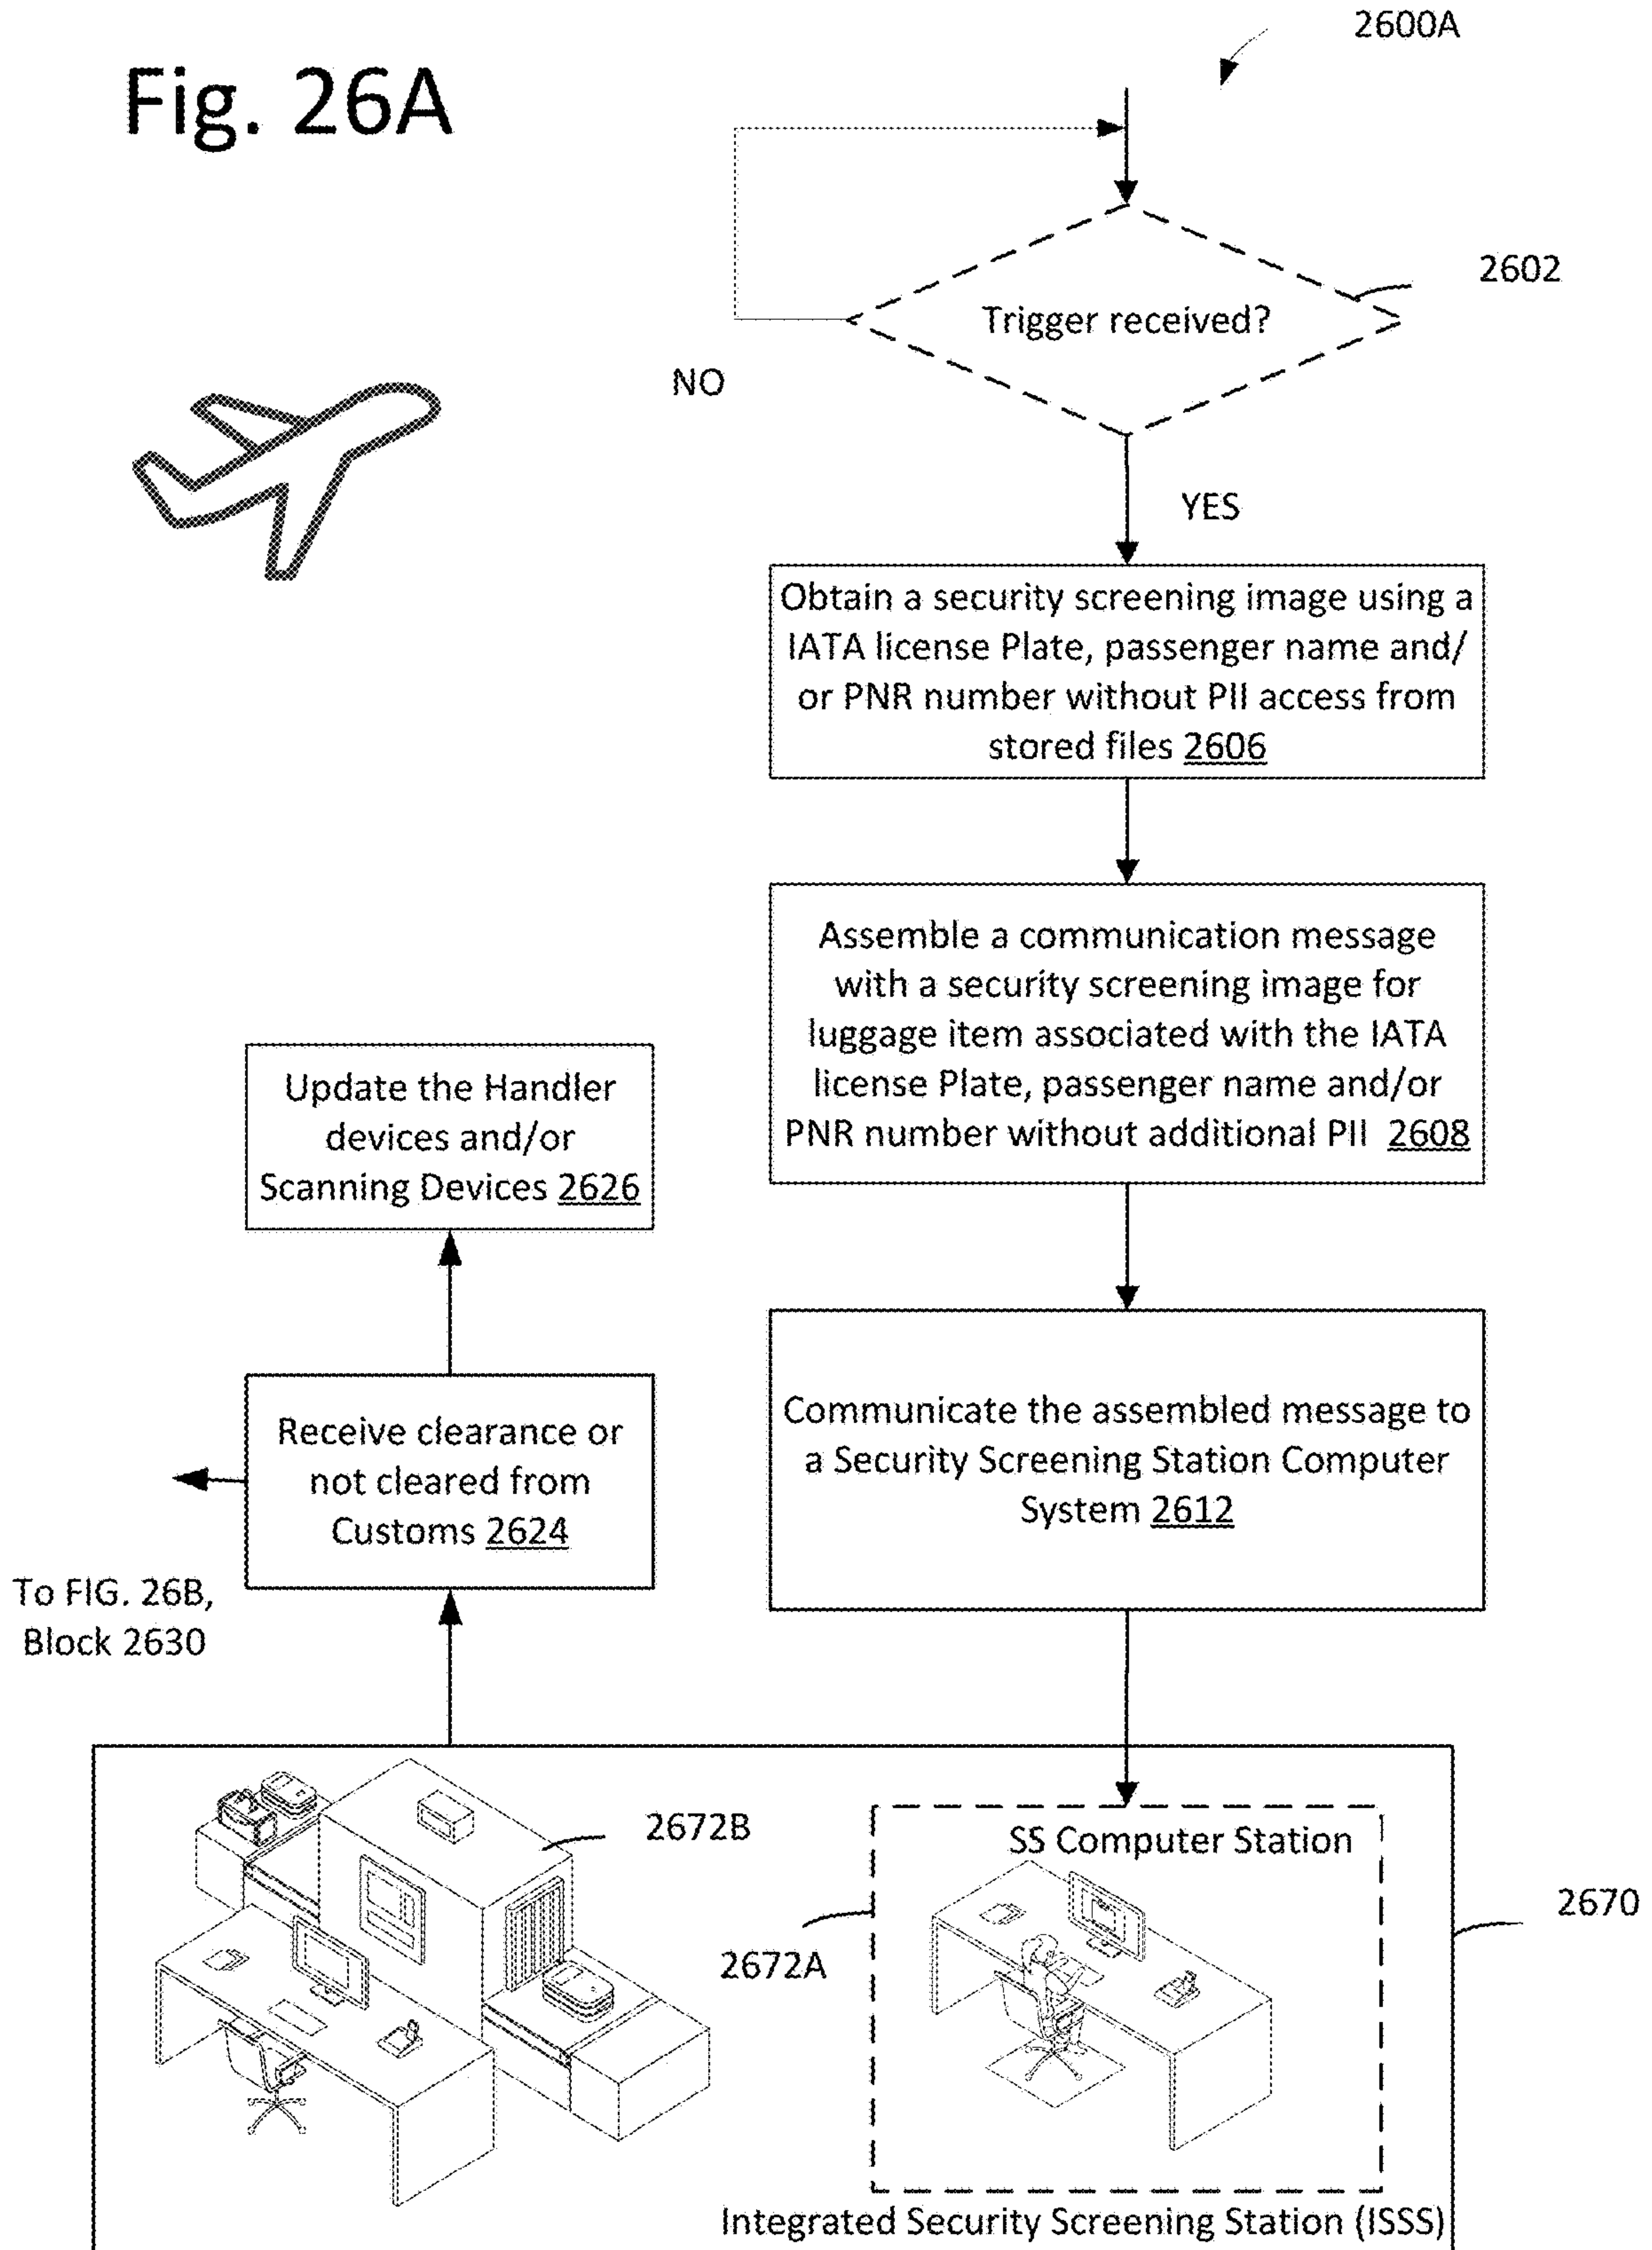 Fig. 26A
2600A
Trigger received?
2602
NO
YES
Obtain a security screening image using a
IATA license Plate, passenger name and/
or PNR number without PII access from
stored files 2606
Assemble a communication message
with a security screening image for
luggage item associated with the IATA
license Plate, passenger name and/or
PNR number without additional PII 2608
Update the Handler
devices and/or
Scanning Devices 2626
Communicate the assembled message to
a Security Screening Station Computer
System 2612
Receive clearance or
not cleared from
Customs 2624
To FIG. 26B,
Block 2630
2672B
SS Computer Station
2672A
2670
Integrated Security Screening Station (ISSS)